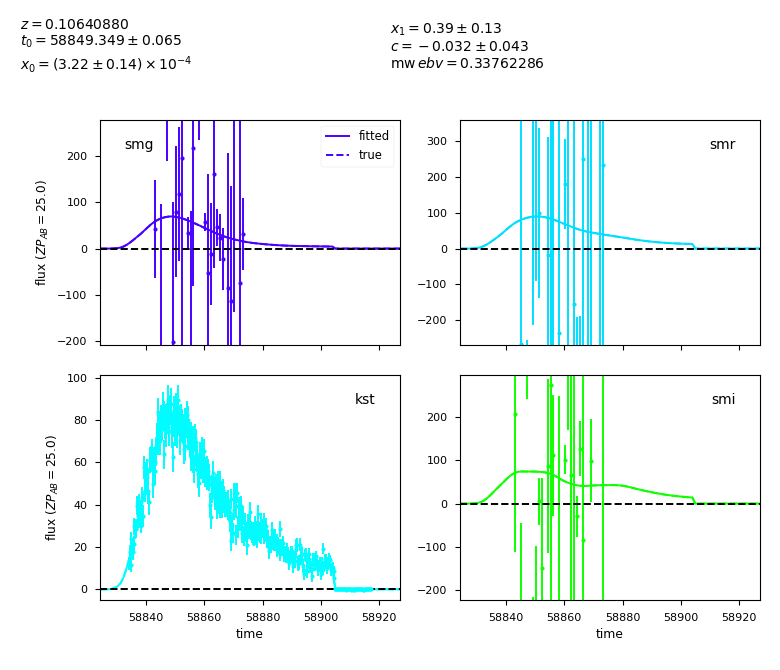 z = 0.10640880
t₀ = 58849.349 ± 0.065
x₀ = (3.22 ± 0.14) × 10⁻⁴
x₁ = 0.39 ± 0.13
c = −0.032 ± 0.043
mw ebv = 0.33762286
smg
fitted
true
200
100
0
−100
−200
flux (ZP_AB = 25.0)
smr
300
200
100
0
−100
−200
kst
100
80
60
40
20
0
flux (ZP_AB = 25.0)
58840 58860 58880 58900 58920
time
smi
200
100
0
−100
−200
58840 58860 58880 58900 58920
time